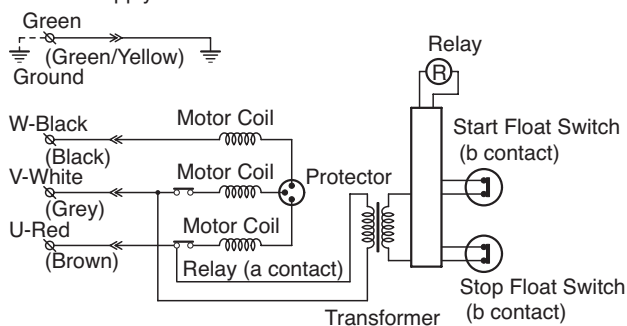 Green
(Green/Yellow)
Ground
Relay
R
W-Black
(Black)
Motor Coil
V-White
(Grey)
Motor Coil
Protector
U-Red
(Brown)
Motor Coil
Relay (a contact)
Transformer
Start Float Switch
(b contact)
Stop Float Switch
(b contact)